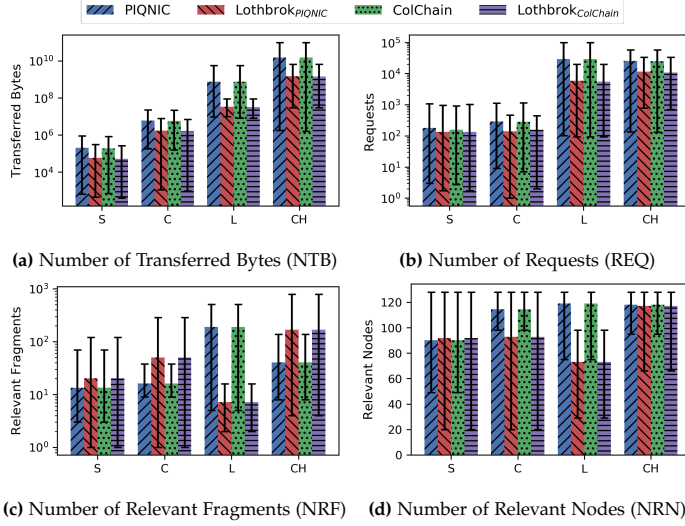 PIQNIC Lothbrok_PIQNIC ColChain Lothbrok_ColChain
Transferred Bytes
10^10
10^8
10^6
10^4
S C L CH
(a) Number of Transferred Bytes (NTB)
Requests
10^5
10^4
10^3
10^2
10^1
10^0
S C L CH
(b) Number of Requests (REQ)
Relevant Fragments
10^3
10^2
10^1
10^0
S C L CH
(c) Number of Relevant Fragments (NRF)
Relevant Nodes
120
100
80
60
40
20
0
S C L CH
(d) Number of Relevant Nodes (NRN)